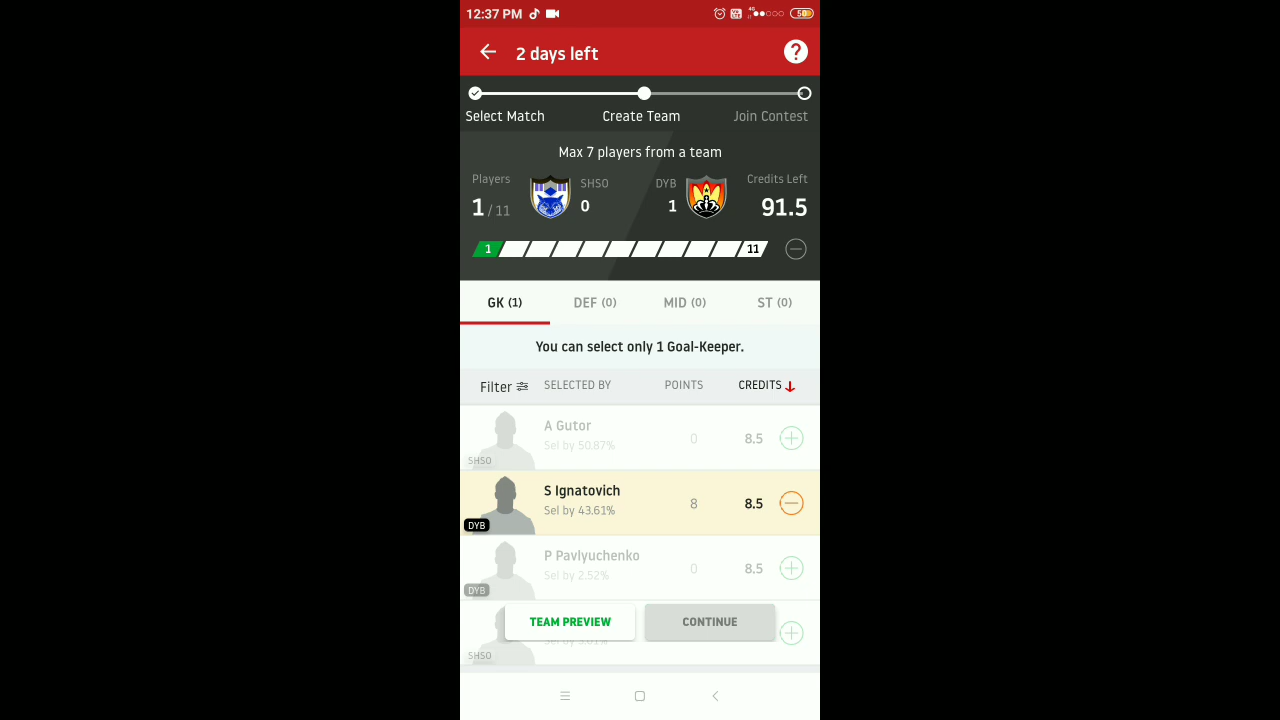 12:37 PM
4G
50
2 days left
?
Select Match
Create Team
Join Contest
Max 7 players from a team
Players
SHSO
DYB
Credits Left
1 / 11
0
1
91.5
1
11
GK (1)
DEF (0)
MID (0)
ST (0)
You can select only 1 Goal-Keeper.
Filter
SELECTED BY
POINTS
CREDITS
A Gutor
Sel by 50.87%
0
8.5
SHSO
S Ignatovich
Sel by 43.61%
8
8.5
DYB
P Pavlyuchenko
Sel by 2.52%
0
8.5
DYB
TEAM PREVIEW
CONTINUE
SHSO